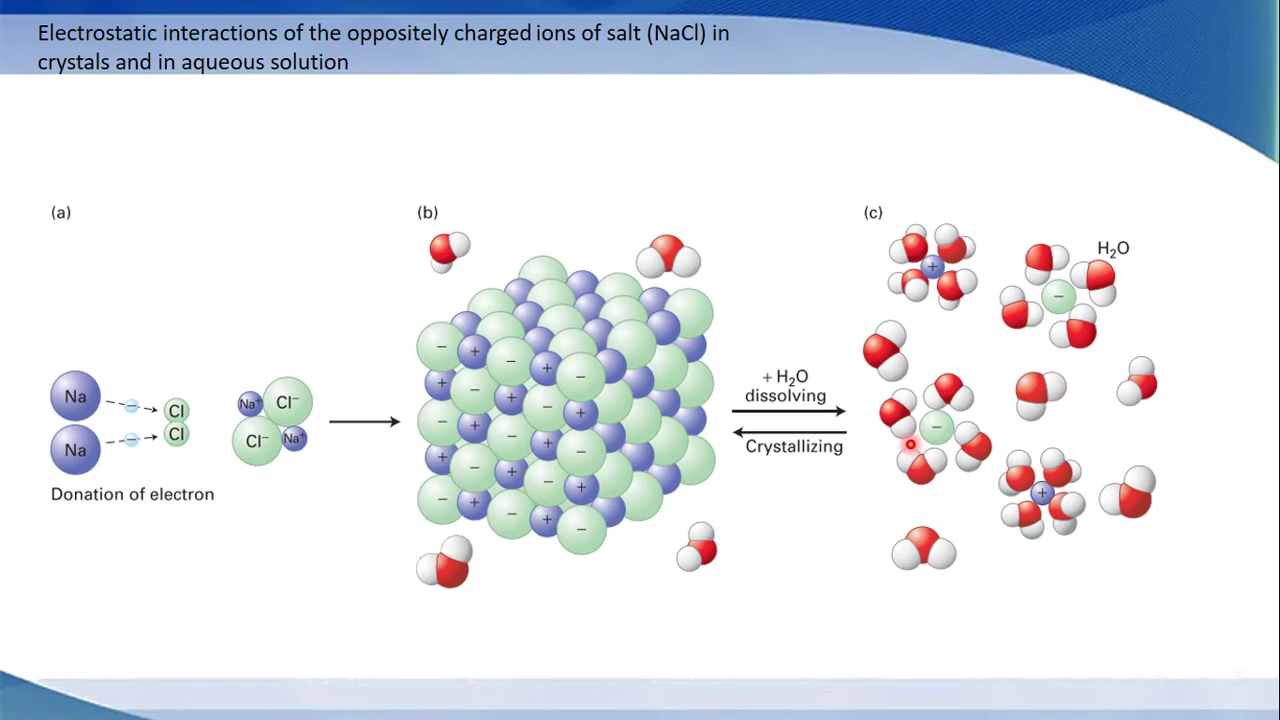 Electrostatic interactions of the oppositely charged ions of salt (NaCl) in
crystals and in aqueous solution
(a)
Na
Na
−
−
Cl
Cl
Na⁺
Cl⁻
Cl⁻
Na⁺
Donation of electron
(b)
− + − + −
+ − + − +
− + − + −
+ − + − +
− + − + −
+ H₂O
dissolving
Crystallizing
(c)
+
−
H₂O
−
+